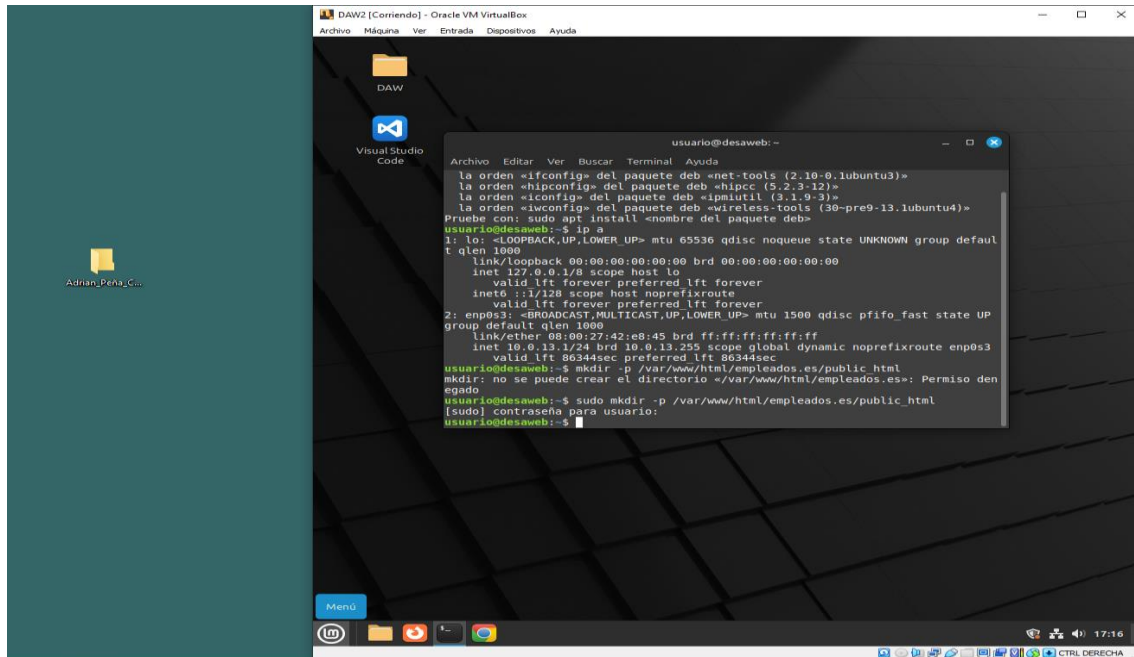 DAW2 [Corriendo] - Oracle VM VirtualBox
Archivo Máquina Ver Entrada Dispositivos Ayuda
DAW
Visual Studio
Code
Adrian_Peña_C...
usuario@desaweb: ~
Archivo Editar Ver Buscar Terminal Ayuda
la orden «ifconfig» del paquete deb «net-tools (2.10-0.1ubuntu3)»
la orden «hipconfig» del paquete deb «hipcc (5.2.3-12)»
la orden «iconfig» del paquete deb «ipmiutil (3.1.9-3)»
la orden «iwconfig» del paquete deb «wireless-tools (30~pre9-13.1ubuntu4)»
Pruebe con: sudo apt install <nombre del paquete deb>
usuario@desaweb:~$ ip a
1: lo: <LOOPBACK,UP,LOWER_UP> mtu 65536 qdisc noqueue state UNKNOWN group defaul
t qlen 1000
link/loopback 00:00:00:00:00:00 brd 00:00:00:00:00:00
inet 127.0.0.1/8 scope host lo
valid_lft forever preferred_lft forever
inet6 ::1/128 scope host noprefixroute
valid_lft forever preferred_lft forever
2: enp0s3: <BROADCAST,MULTICAST,UP,LOWER_UP> mtu 1500 qdisc pfifo_fast state UP
group default qlen 1000
link/ether 08:00:27:42:e8:45 brd ff:ff:ff:ff:ff:ff
inet 10.0.13.1/24 brd 10.0.13.255 scope global dynamic noprefixroute enp0s3
valid_lft 86344sec preferred_lft 86344sec
usuario@desaweb:~$ mkdir -p /var/www/html/empleados.es/public_html
mkdir: no se puede crear el directorio «/var/www/html/empleados.es»: Permiso den
egado
usuario@desaweb:~$ sudo mkdir -p /var/www/html/empleados.es/public_html
[sudo] contraseña para usuario:
usuario@desaweb:~$
Menú
17:16
CTRL DERECHA